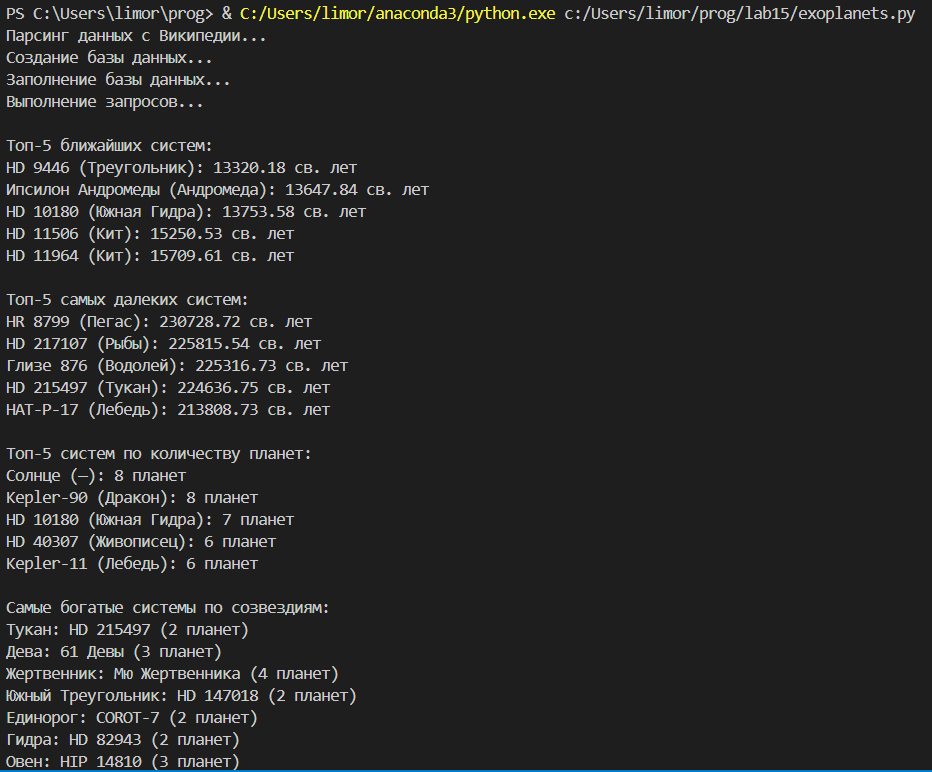 PS C:\Users\limor\prog> & C:/Users/limor/anaconda3/python.exe c:/Users/limor/prog/lab15/exoplanets.py
Парсинг данных с Википедии...
Создание базы данных...
Заполнение базы данных...
Выполнение запросов...
Топ-5 ближайших систем:
HD 9446 (Треугольник): 13320.18 св. лет
Ипсилон Андромеды (Андромеда): 13647.84 св. лет
HD 10180 (Южная Гидра): 13753.58 св. лет
HD 11506 (Кит): 15250.53 св. лет
HD 11964 (Кит): 15709.61 св. лет
Топ-5 самых далеких систем:
HR 8799 (Пегас): 230728.72 св. лет
HD 217107 (Рыбы): 225815.54 св. лет
Глизе 876 (Водолей): 225316.73 св. лет
HD 215497 (Тукан): 224636.75 св. лет
HAT-P-17 (Лебедь): 213808.73 св. лет
Топ-5 систем по количеству планет:
Солнце (—): 8 планет
Kepler-90 (Дракон): 8 планет
HD 10180 (Южная Гидра): 7 планет
HD 40307 (Живописец): 6 планет
Kepler-11 (Лебедь): 6 планет
Самые богатые системы по созвездиям:
Тукан: HD 215497 (2 планет)
Дева: 61 Девы (3 планет)
Жертвенник: Мю Жертвенника (4 планет)
Южный Треугольник: HD 147018 (2 планет)
Единорог: COROT-7 (2 планет)
Гидра: HD 82943 (2 планет)
Овен: HIP 14810 (3 планет)